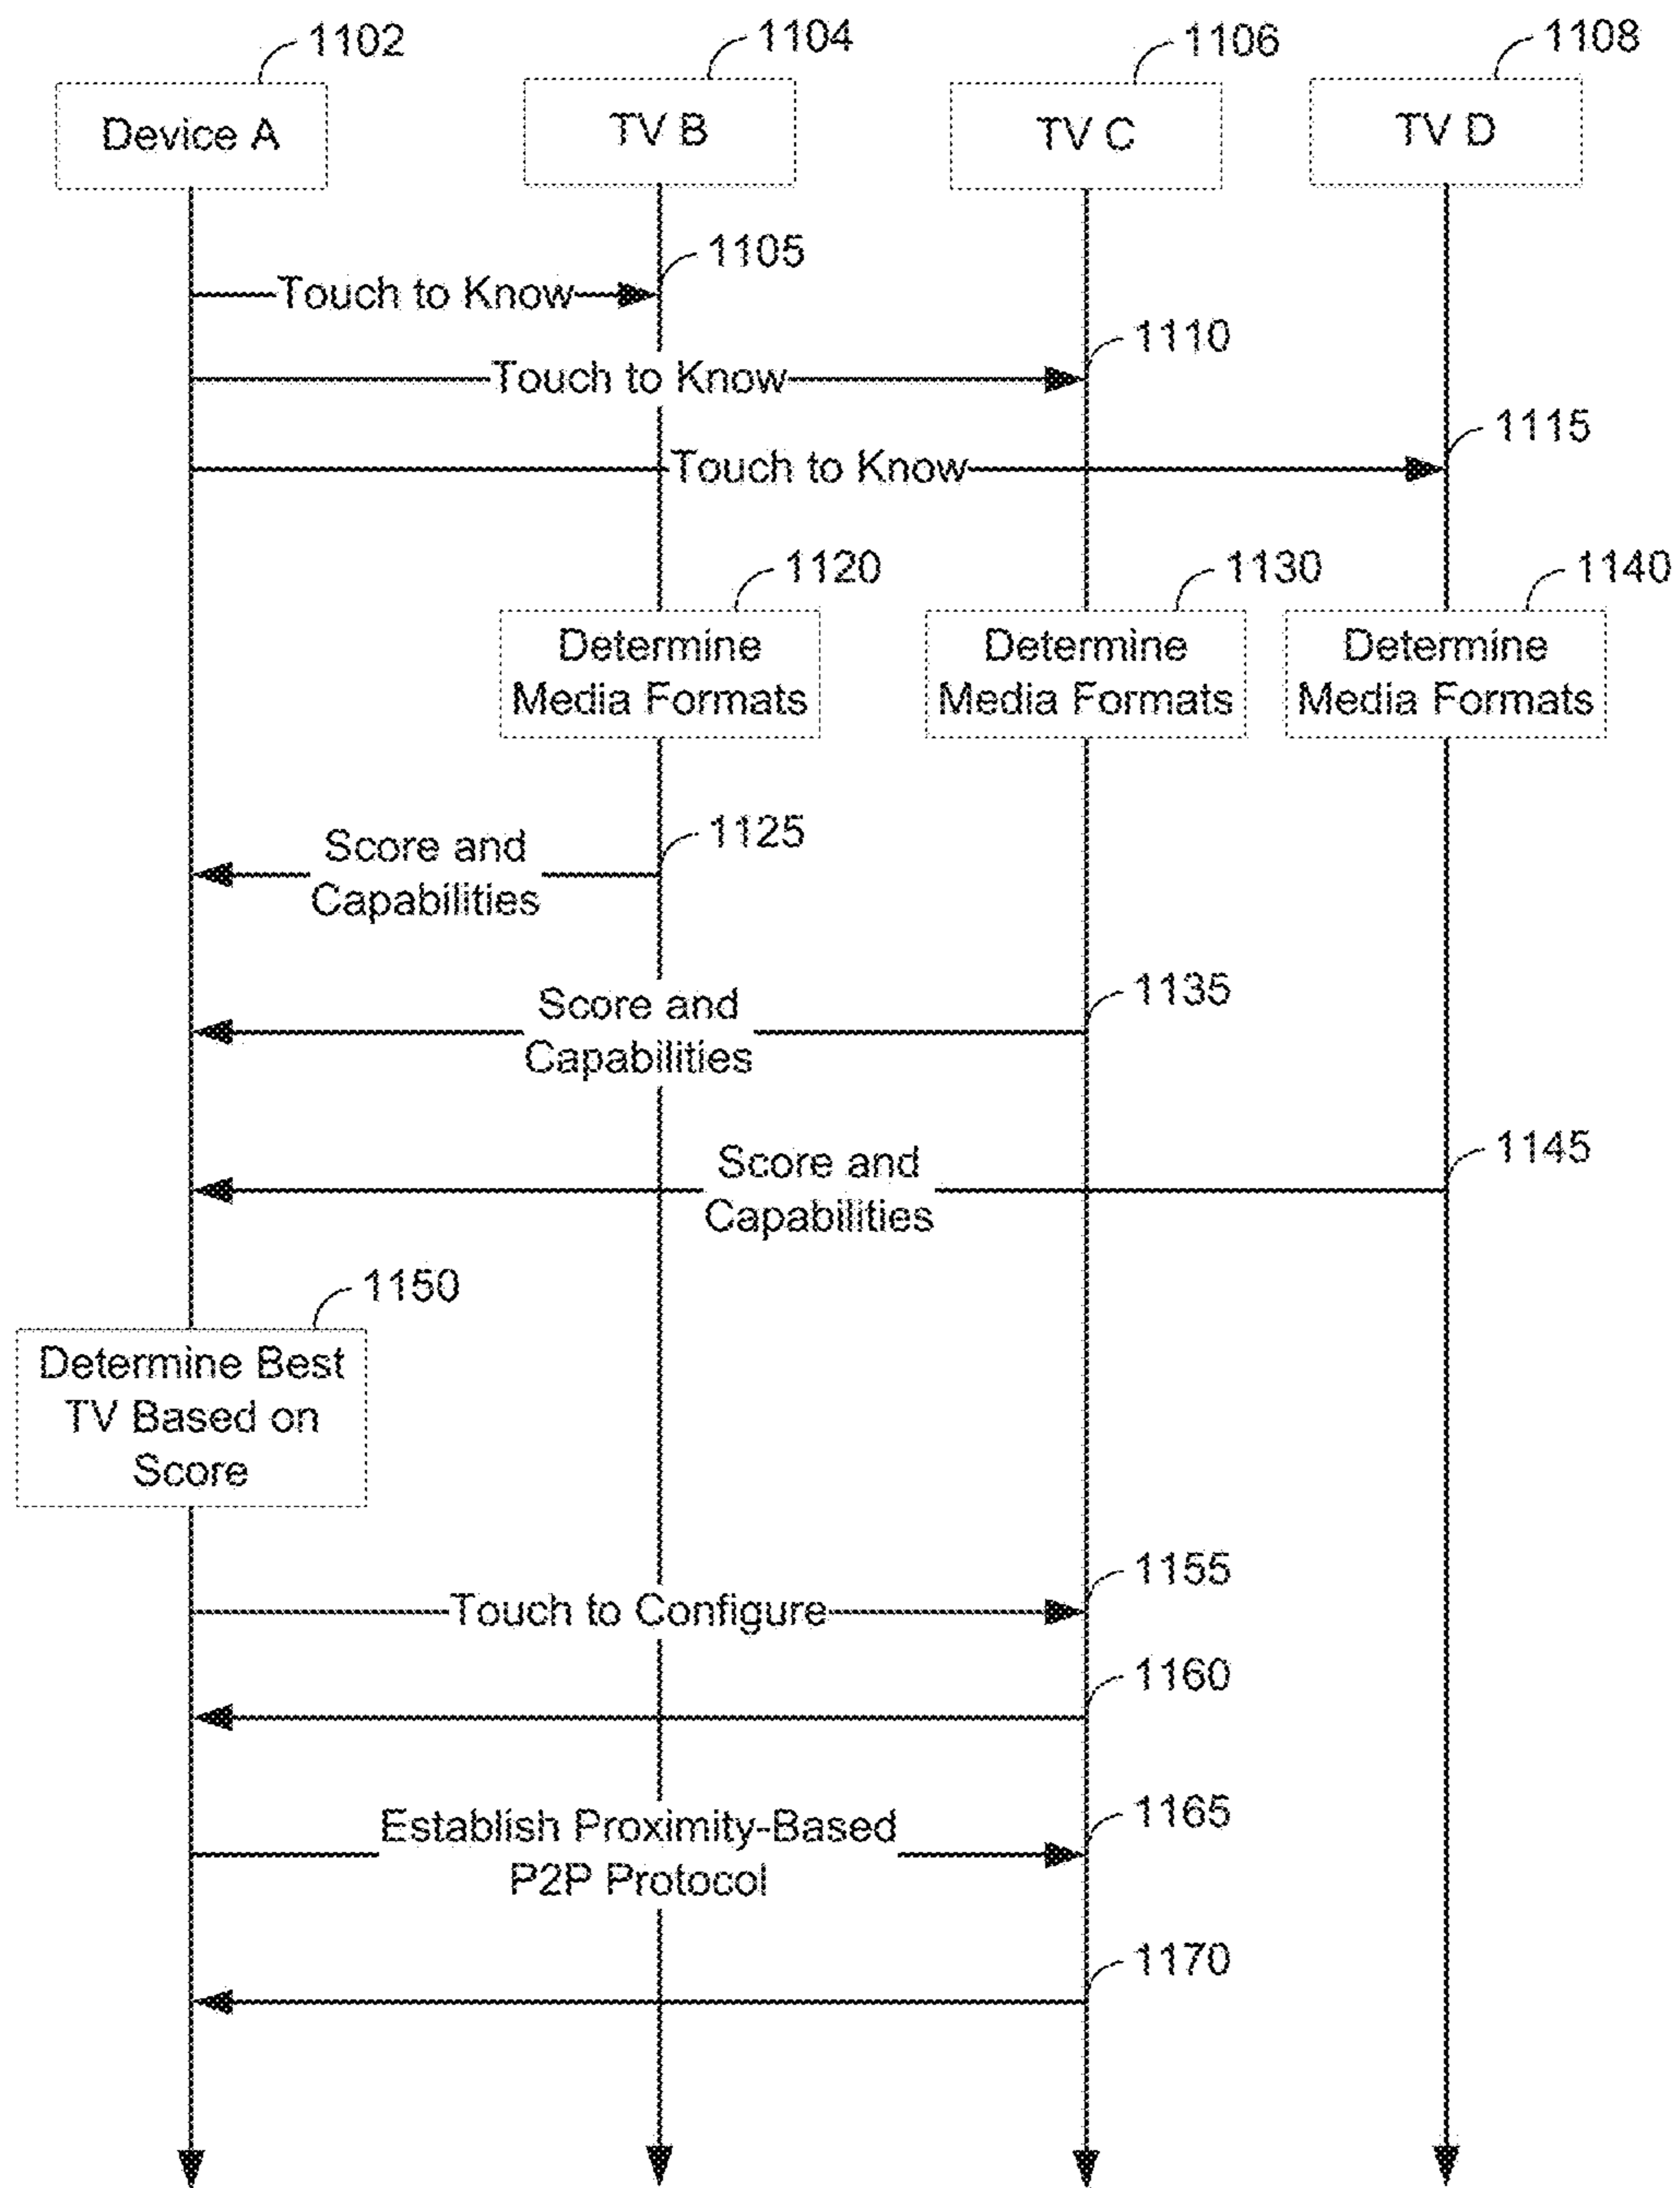 1102
1104
1106
1108
Device A
TV B
TV C
TV D
1105
Touch to Know
1110
Touch to Know
1115
Touch to Know
1120
1130
1140
Determine
Media Formats
Determine
Media Formats
Determine
Media Formats
1125
Score and
Capabilities
1135
Score and
Capabilities
1145
Score and
Capabilities
1150
Determine Best
TV Based on
Score
1155
Touch to Configure
1160
1165
Establish Proximity-Based
P2P Protocol
1170